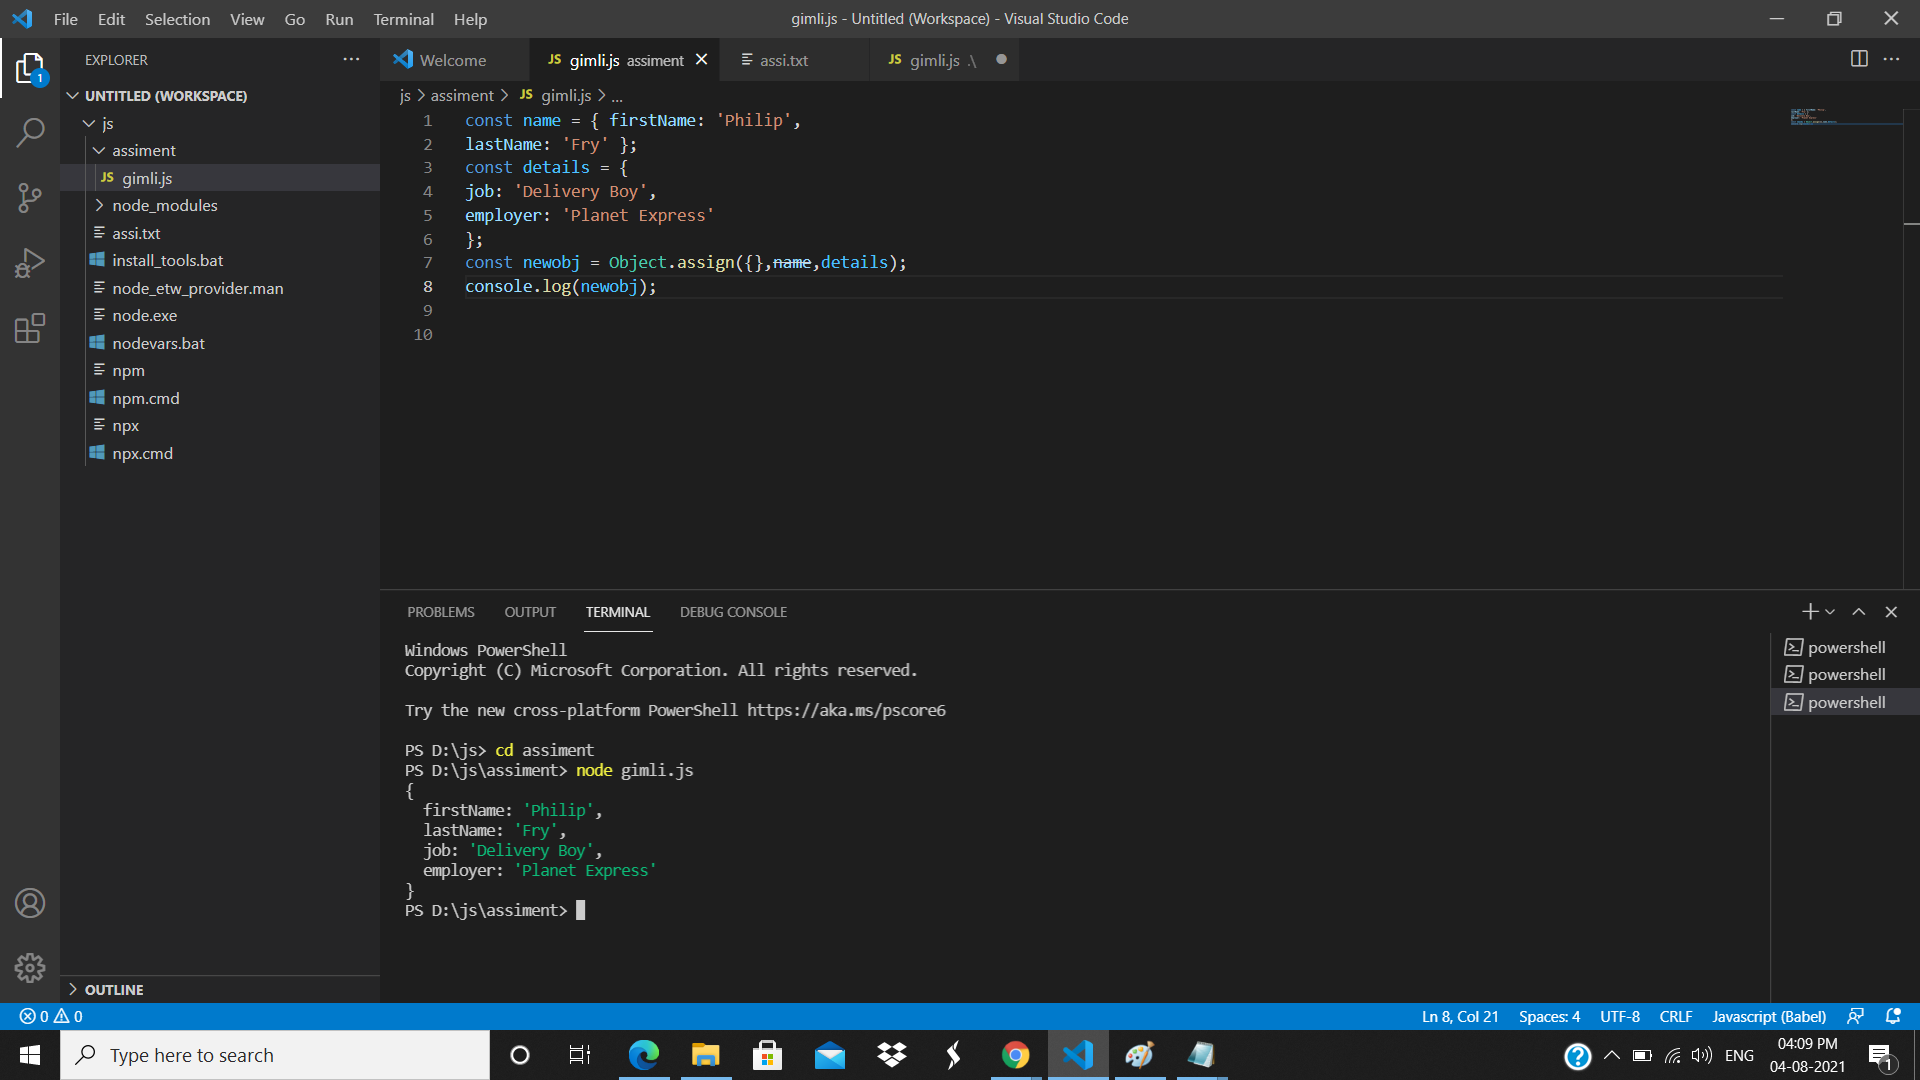 File Edit Selection View Go Run Terminal Help
gimli.js - Untitled (Workspace) - Visual Studio Code
EXPLORER
1
UNTITLED (WORKSPACE)
js
assiment
JS gimli.js
node_modules
assi.txt
install_tools.bat
node_etw_provider.man
node.exe
nodevars.bat
npm
npm.cmd
npx
npx.cmd
OUTLINE
Welcome
JS gimli.js assiment
assi.txt
JS gimli.js .\
js > assiment > JS gimli.js > ...
1 const name = { firstName: 'Philip',
2 lastName: 'Fry' };
3 const details = {
4 job: 'Delivery Boy',
5 employer: 'Planet Express'
6 };
7 const newobj = Object.assign({},name,details);
8 console.log(newobj);
9
10
PROBLEMS OUTPUT TERMINAL DEBUG CONSOLE
Windows PowerShell
Copyright (C) Microsoft Corporation. All rights reserved.
Try the new cross-platform PowerShell https://aka.ms/pscore6
PS D:\js> cd assiment
PS D:\js\assiment> node gimli.js
{
firstName: 'Philip',
lastName: 'Fry',
job: 'Delivery Boy',
employer: 'Planet Express'
}
PS D:\js\assiment>
powershell
powershell
powershell
0 0
Ln 8, Col 21 Spaces: 4 UTF-8 CRLF Javascript (Babel)
Type here to search
ENG
04:09 PM
04-08-2021
1